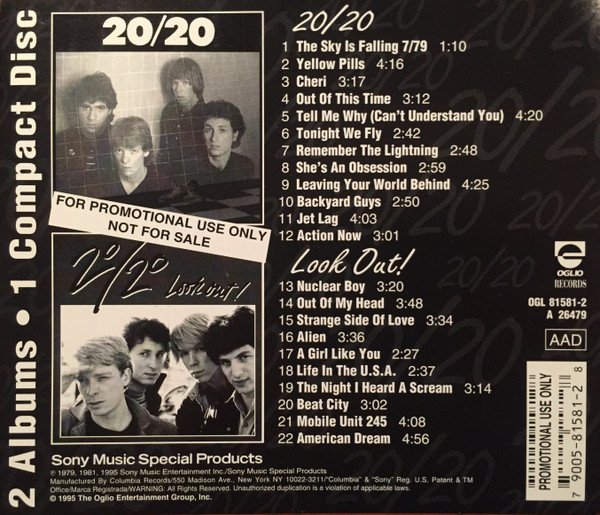 2 Albums • 1 Compact Disc
20/20
FOR PROMOTIONAL USE ONLY
NOT FOR SALE
20/20
Look out!
20/20
1 The Sky Is Falling 7/79 1:10
2 Yellow Pills 4:16
3 Cheri 3:17
4 Out Of This Time 3:12
5 Tell Me Why (Can't Understand You) 4:20
6 Tonight We Fly 2:42
7 Remember The Lightning 2:48
8 She's An Obsession 2:59
9 Leaving Your World Behind 4:25
10 Backyard Guys 2:50
11 Jet Lag 4:03
12 Action Now 3:01
Look Out!
13 Nuclear Boy 3:20
14 Out Of My Head 3:48
15 Strange Side Of Love 3:34
16 Alien 3:36
17 A Girl Like You 2:27
18 Life In The U.S.A. 2:37
19 The Night I Heard A Scream 3:14
20 Beat City 3:02
21 Mobile Unit 245 4:08
22 American Dream 4:56
OGLIO
RECORDS
OGL 81581-2
A 26479
AAD
PROMOTIONAL USE ONLY
7 9005-81581-2 8
Sony Music Special Products
℗ 1979, 1981, 1995 Sony Music Entertainment Inc./Sony Music Special Products
Manufactured By Columbia Records/550 Madison Ave., New York NY 10022-3211/"Columbia" & "Sony" Reg. U.S. Patent & TM
Office/Marca Registrada/WARNING: All Rights Reserved. Unauthorized duplication is a violation of applicable laws.
© 1995 The Oglio Entertainment Group, Inc.